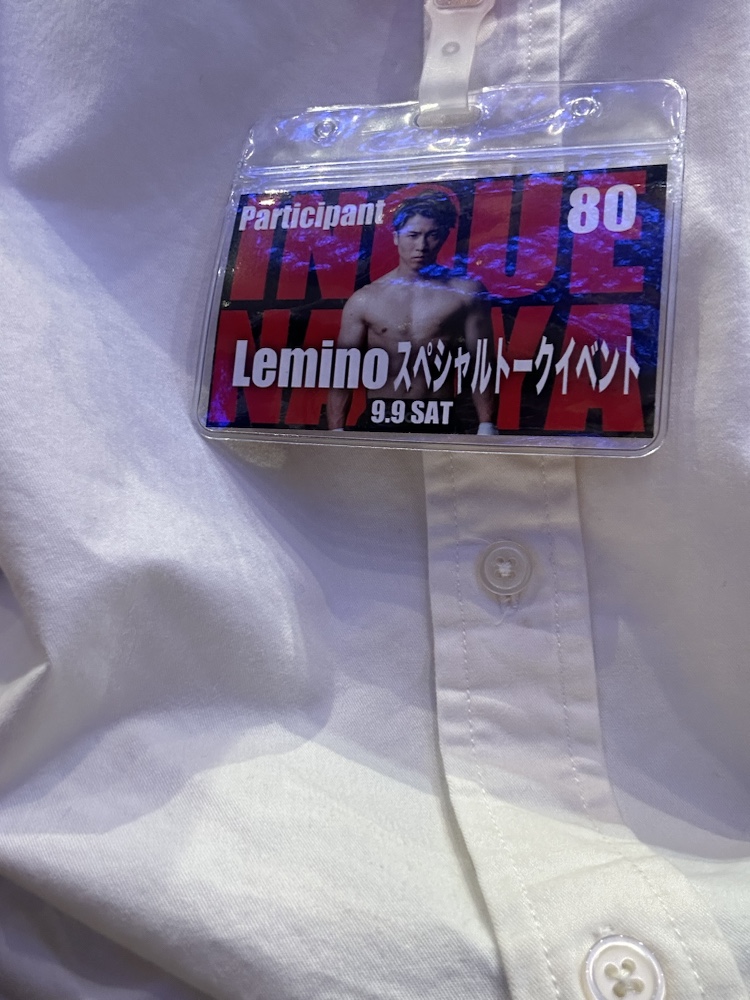 Participant
80
INOUE
NAOYA
Lemino スペシャルトークイベント
9.9 SAT